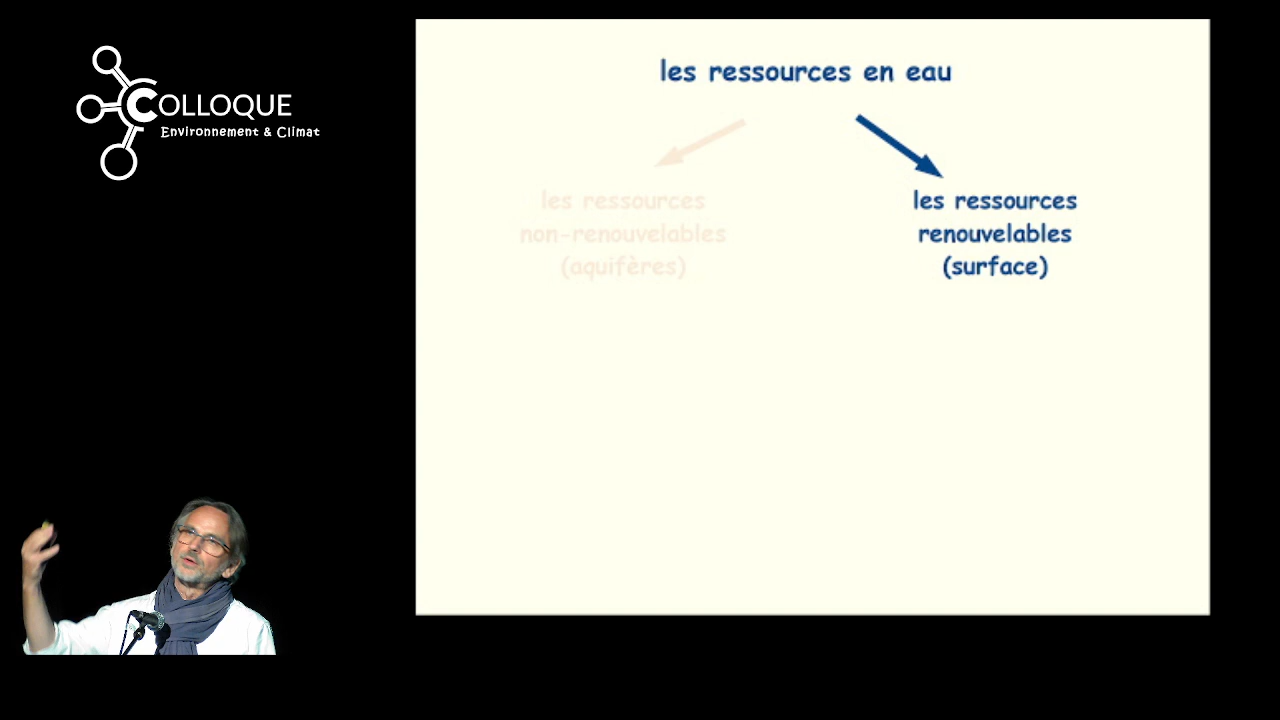 COLLOQUE
Environnement & Climat
les ressources en eau
les ressources
non-renouvelables
(aquifères)
les ressources
renouvelables
(surface)